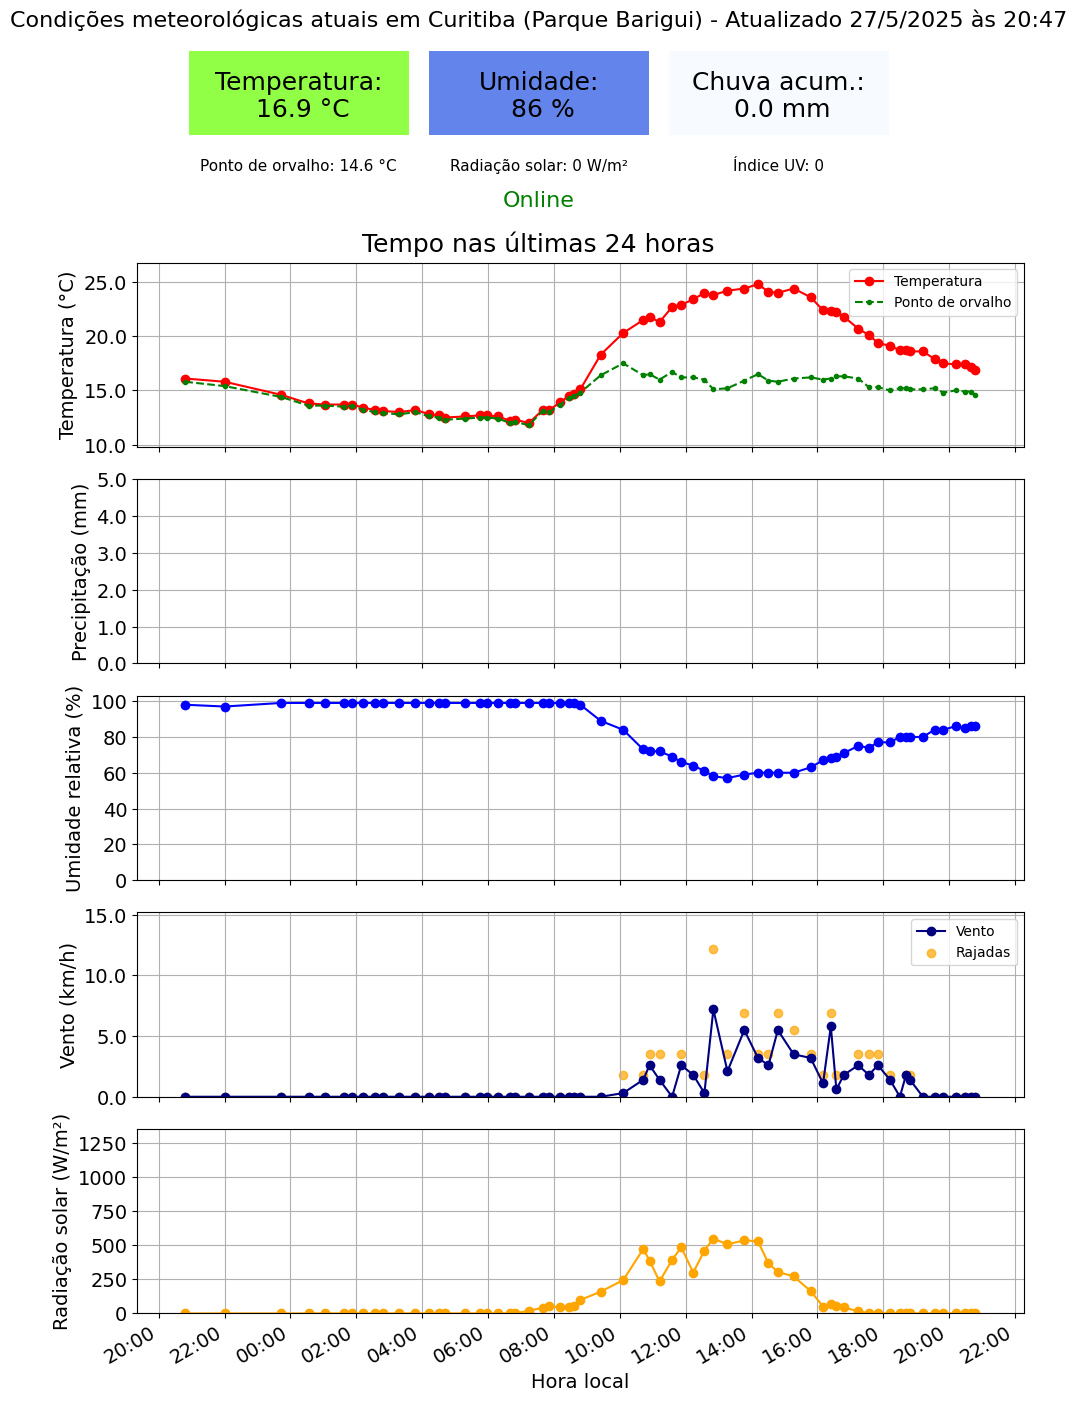 Condições meteorológicas atuais em Curitiba (Parque Barigui) - Atualizado 27/5/2025 às 20:47
Temperatura:
16.9 °C
Umidade:
86 %
Chuva acum.:
0.0 mm
Ponto de orvalho: 14.6 °C
Radiação solar: 0 W/m²
Índice UV: 0
Online
Tempo nas últimas 24 horas
Temperatura (°C)
25.0
20.0
15.0
10.0
Temperatura
Ponto de orvalho
Precipitação (mm)
5.0
4.0
3.0
2.0
1.0
0.0
Umidade relativa (%)
100
80
60
40
20
0
Vento (km/h)
15.0
10.0
5.0
0.0
Vento
Rajadas
Radiação solar (W/m²)
1250
1000
750
500
250
0
20:00
22:00
00:00
02:00
04:00
06:00
08:00
10:00
12:00
14:00
16:00
18:00
20:00
22:00
Hora local